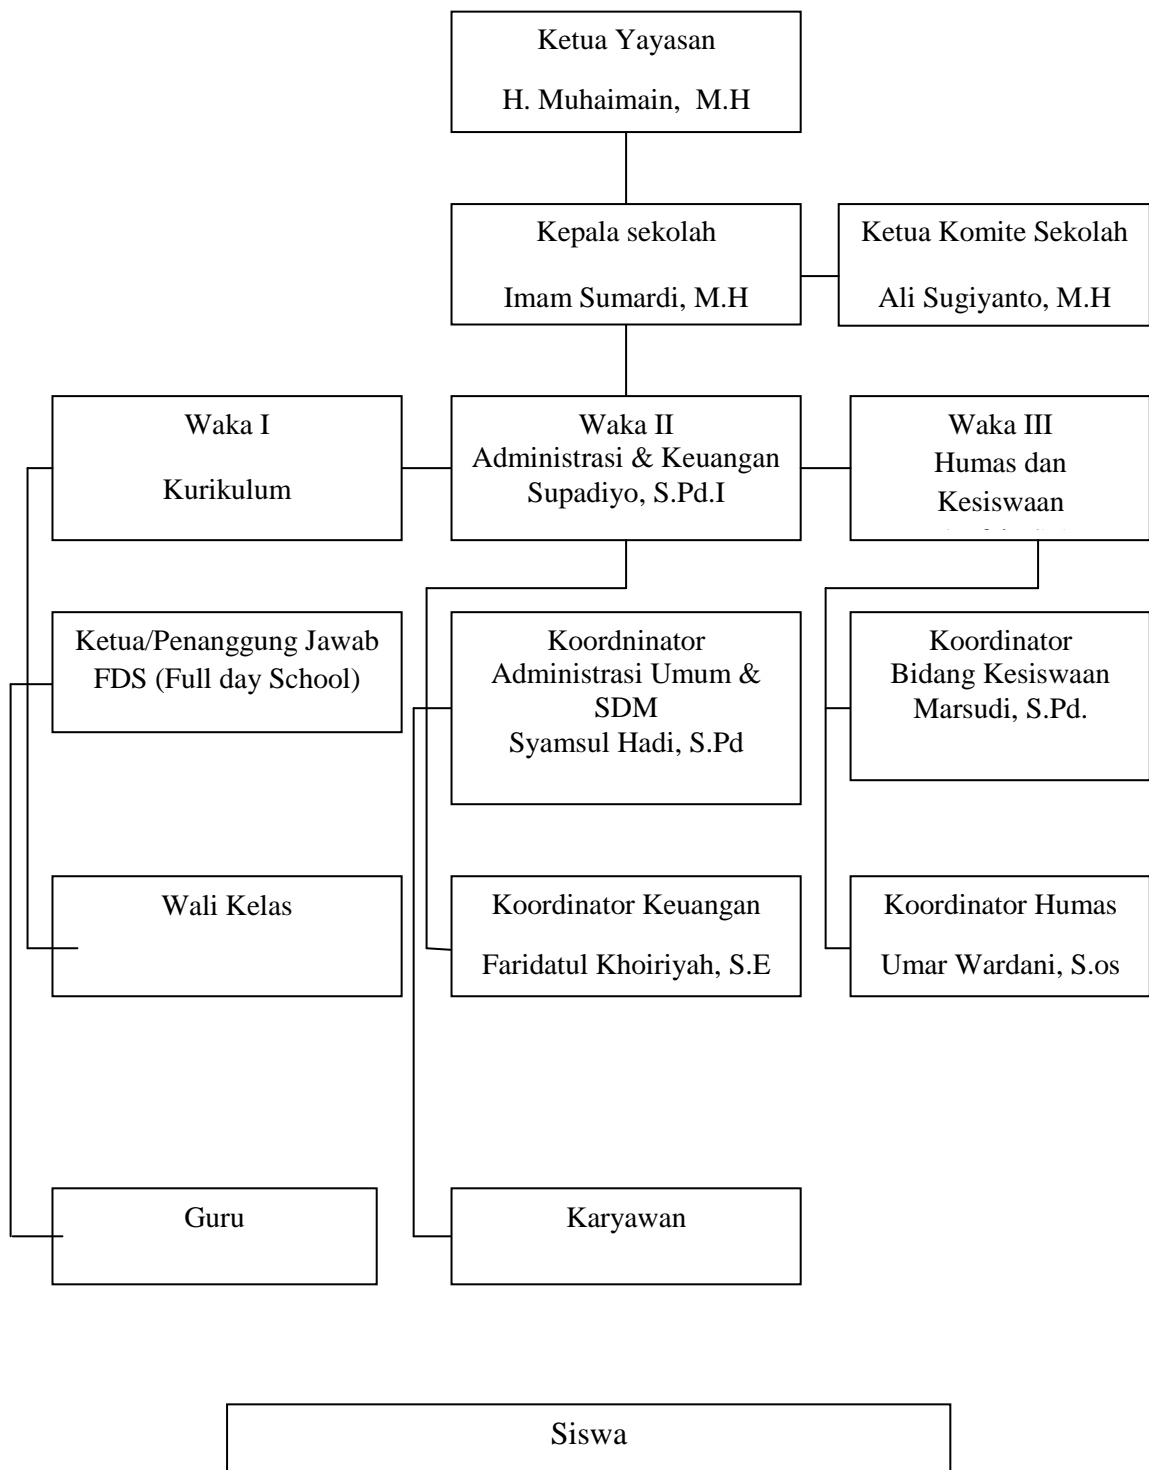 Ketua Yayasan
H. Muhaimain, M.H
Kepala sekolah
Imam Sumardi, M.H
Ketua Komite Sekolah
Ali Sugiyanto, M.H
Waka I
Kurikulum
Waka II
Administrasi & Keuangan
Supadiyo, S.Pd.I
Waka III
Humas dan
Kesiswaan
Ketua/Penanggung Jawab
FDS (Full day School)
Koordninator
Administrasi Umum &
SDM
Syamsul Hadi, S.Pd
Koordinator
Bidang Kesiswaan
Marsudi, S.Pd.
Wali Kelas
Koordinator Keuangan
Faridatul Khoiriyah, S.E
Koordinator Humas
Umar Wardani, S.os
Guru
Karyawan
Siswa